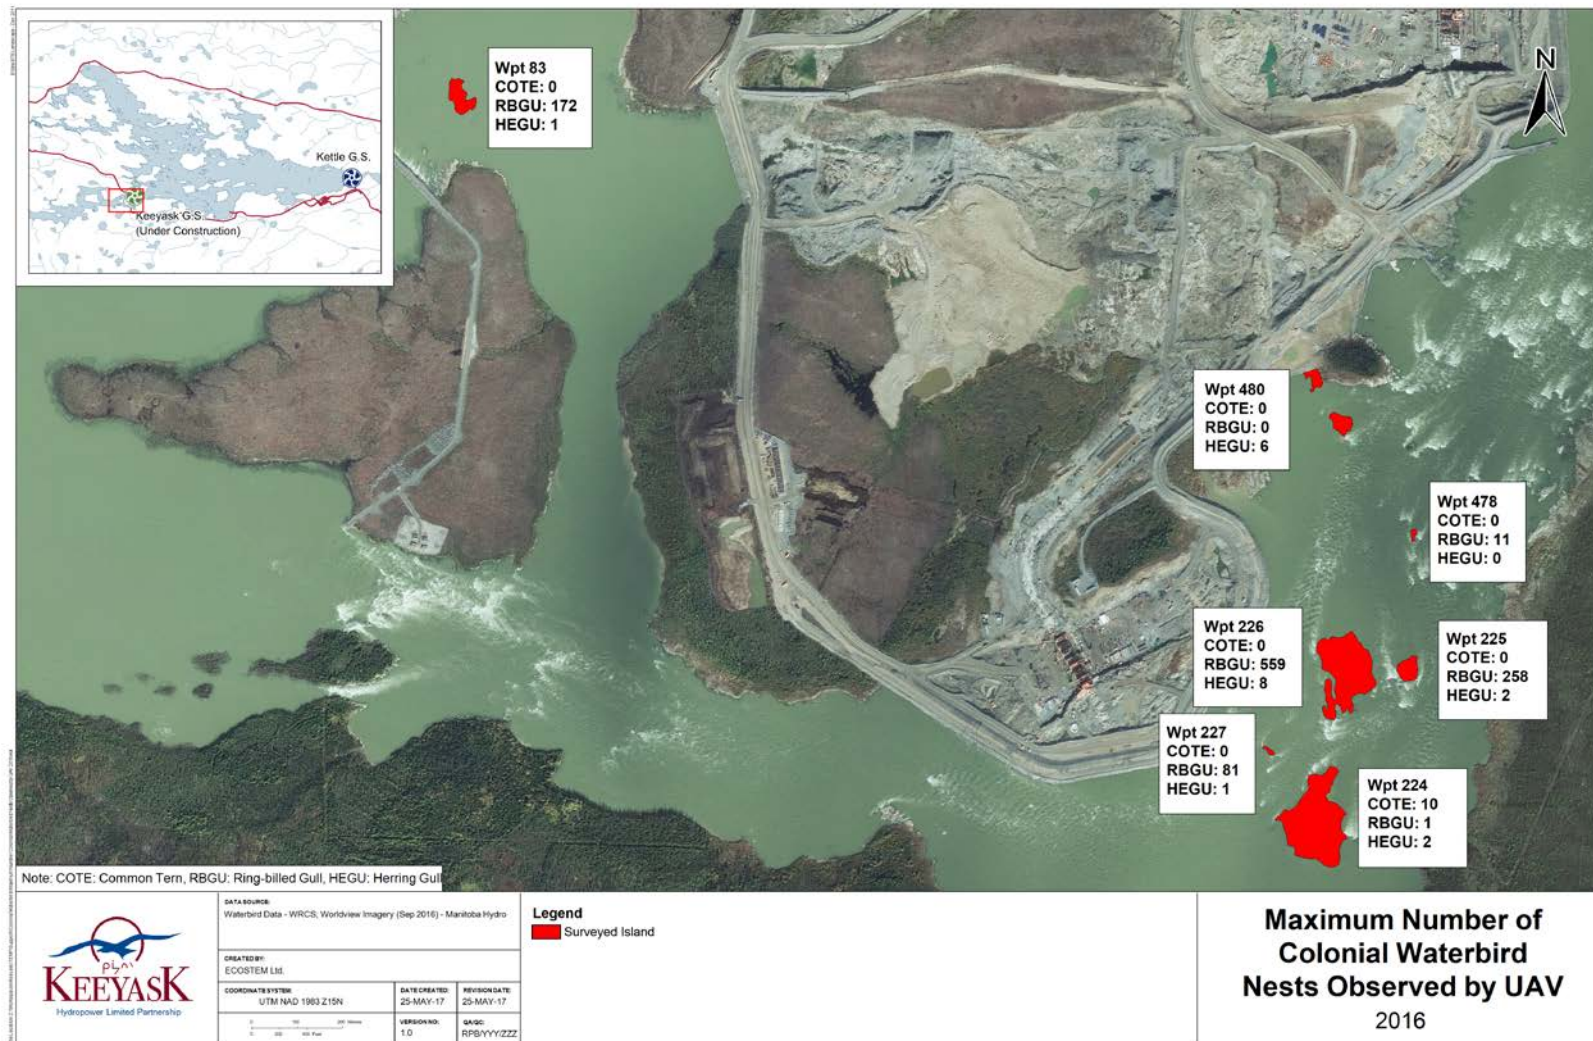 Kettle G.S.
Keeyask G.S.
(Under Construction)
Wpt 83
COTE: 0
RBGU: 172
HEGU: 1
N
Wpt 480
COTE: 0
RBGU: 0
HEGU: 6
Wpt 478
COTE: 0
RBGU: 11
HEGU: 0
Wpt 226
COTE: 0
RBGU: 559
HEGU: 8
Wpt 225
COTE: 0
RBGU: 258
HEGU: 2
Wpt 227
COTE: 0
RBGU: 81
HEGU: 1
Wpt 224
COTE: 10
RBGU: 1
HEGU: 2
Note: COTE: Common Tern, RBGU: Ring-billed Gull, HEGU: Herring Gull
KEEYASK
Hydropower Limited Partnership
DATA SOURCE:
Waterbird Data - WRCS; Worldview Imagery (Sep 2016) - Manitoba Hydro
CREATED BY:
ECOSTEM Ltd.
COORDINATE SYSTEM:
UTM NAD 1983 Z15N
DATE CREATED:
25-MAY-17
REVISION DATE:
25-MAY-17
VERSION NO:
1.0
QA/QC:
RPB/YYY/ZZZ
Legend
Surveyed Island
Maximum Number of
Colonial Waterbird
Nests Observed by UAV
2016